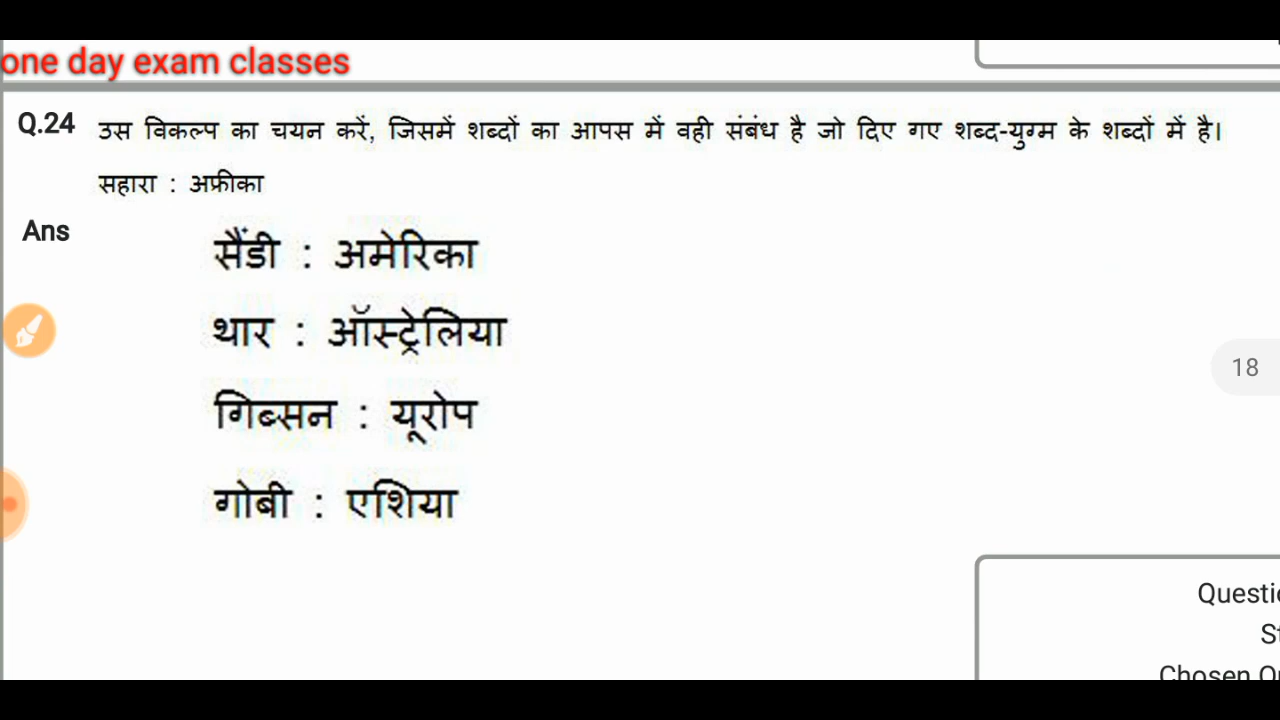 one day exam classes
Q.24 उस विकल्प का चयन करें, जिसमें शब्दों का आपस में वही संबंध है जो दिए गए शब्द-युग्म के शब्दों में है।
सहारा : अफ्रीका
Ans
सैंडी : अमेरिका
थार : ऑस्ट्रेलिया
18
गिब्सन : यूरोप
गोबी : एशिया